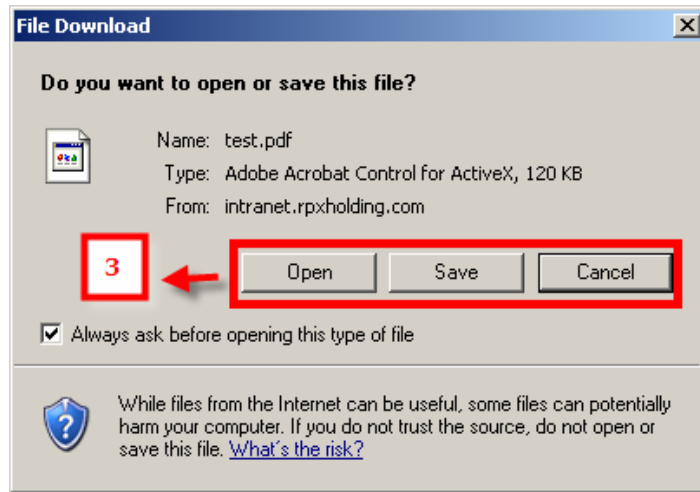 File Download
Do you want to open or save this file?
Name: test.pdf
Type: Adobe Acrobat Control for ActiveX, 120 KB
From: intranet.rpxholding.com
3
Open Save Cancel
Always ask before opening this type of file
While files from the Internet can be useful, some files can potentially
harm your computer. If you do not trust the source, do not open or
save this file. What's the risk?